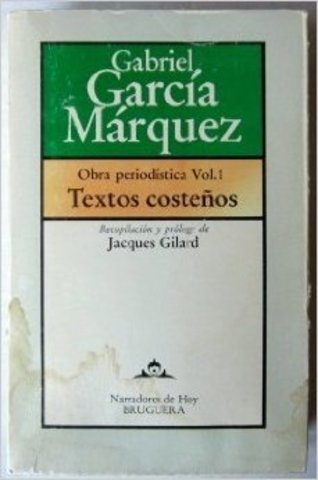 Gabriel
García
Márquez
Obra periodística Vol.1
Textos costeños
Recopilación y prólogo de
Jacques Gilard
Narradores de Hoy
BRUGUERA